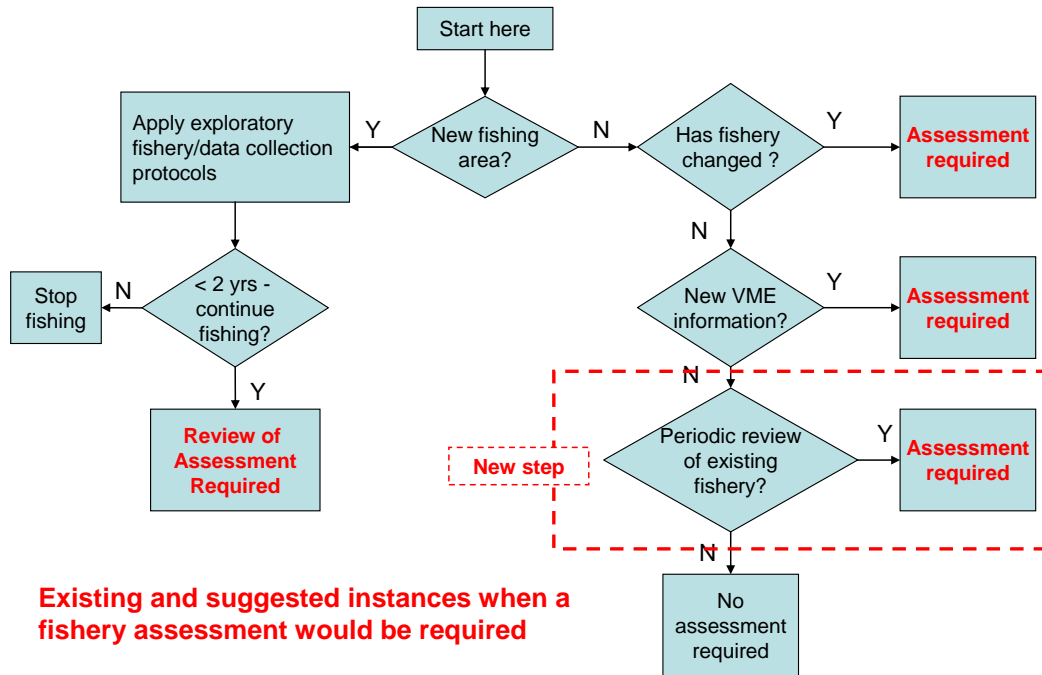 Start here
Apply exploratory
fishery/data collection
protocols
Y
New fishing
area?
N
Has fishery
changed ?
Y
Assessment
required
N
Stop
fishing
N
< 2 yrs -
continue
fishing?
New VME
information?
Y
Assessment
required
Y
N
Review of
Assessment
Required
New step
Periodic review
of existing
fishery?
Y
Assessment
required
N
Existing and suggested instances when a
fishery assessment would be required
No
assessment
required